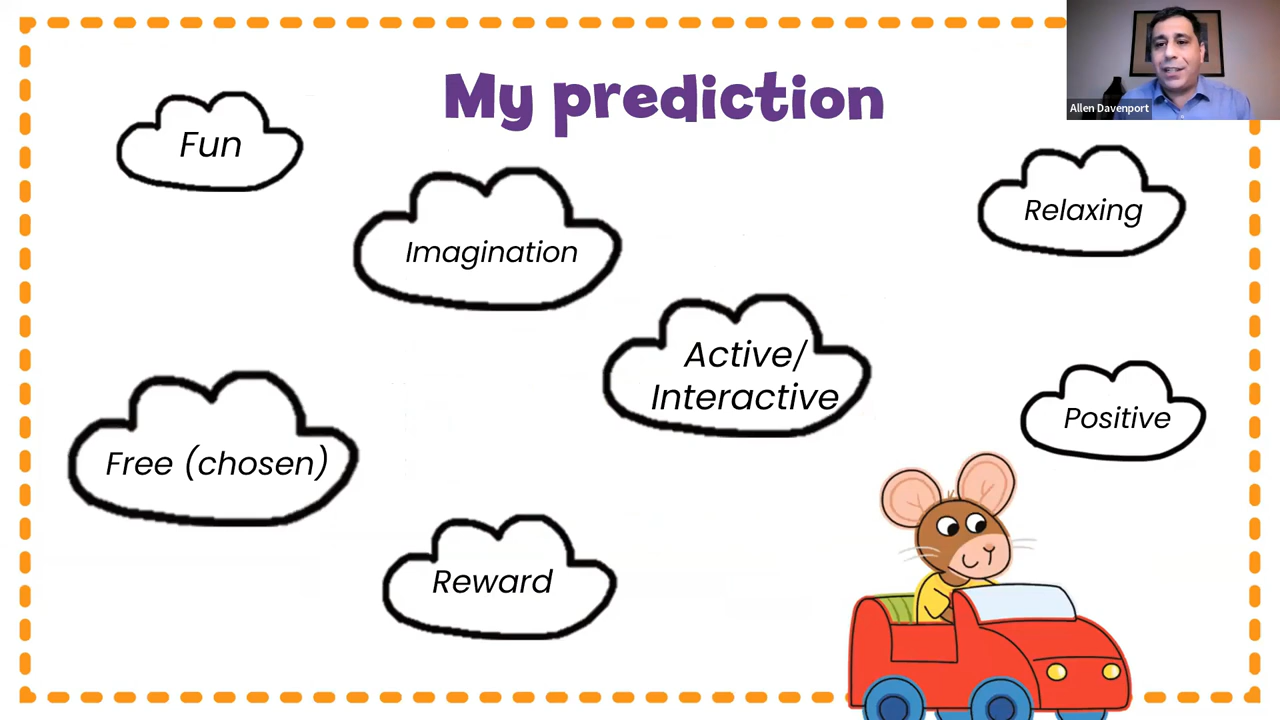 My prediction
Allen Davenport
Fun
Imagination
Relaxing
Active/
Interactive
Positive
Free (chosen)
Reward